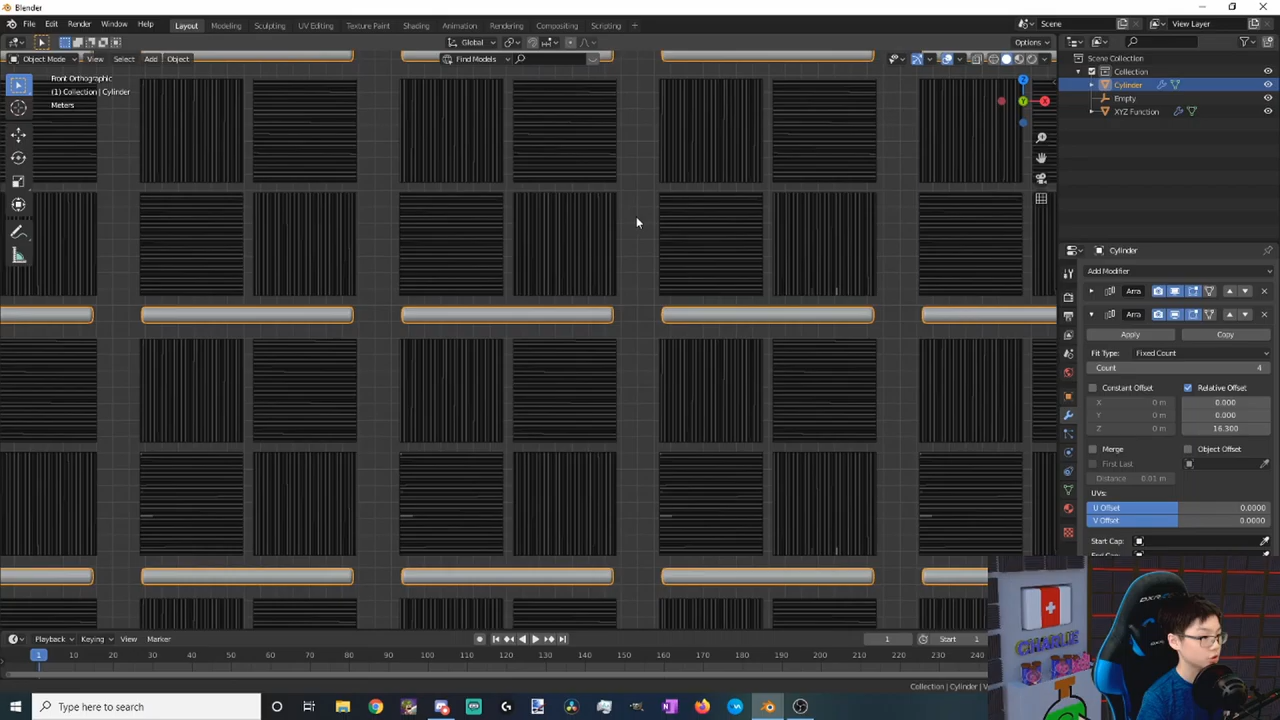 Blender
File Edit Render Window Help Layout Modeling Sculpting UV Editing Texture Paint Shading Animation Rendering Compositing Scripting + Scene View Layer
Global Options
Object Mode View Select Add Object Find Models
Front Orthographic
(1) Collection | Cylinder
Meters
Z
Y
X
Scene Collection
Collection
Cylinder
Empty
XYZ Function
Cylinder
Add Modifier
Arra
Arra
Apply Copy
Fit Type: Fixed Count
Count 4
Constant Offset Relative Offset
X 0 m 0.000
Y 0 m 0.000
Z 0 m 16.300
Merge Object Offset
First Last
Distance 0.01 m
UVs:
U Offset 0.0000
V Offset 0.0000
Start Cap:
Playback Keying View Marker 1 Start 1
1 10 20 30 40 50 60 70 80 90 100 110 120 130 140 150 160 170 180 190 200 210 220 230 240
Collection | Cylinder
CHARLIE
DXRACER
Type here to search